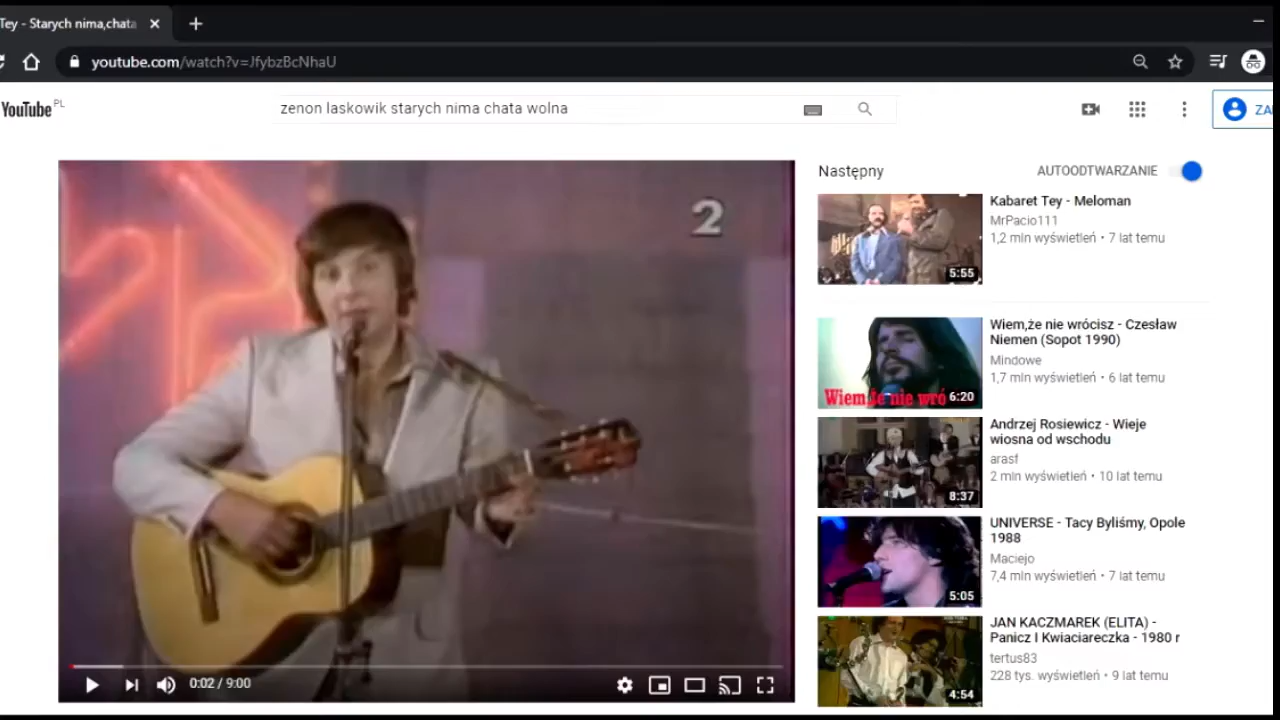 Tey - Starych nima,chata
youtube.com/watch?v=JfybzBcNhaU
YouTube PL
zenon laskowik starych nima chata wolna
ZA
2
0:02 / 9:00
Następny
AUTOODTWARZANIE
5:55
Kabaret Tey - Meloman
MrPacio111
1,2 mln wyświetleń • 7 lat temu
Wiem,że nie wró
6:20
Wiem,że nie wrócisz - Czesław
Niemen (Sopot 1990)
Mindowe
1,7 mln wyświetleń • 6 lat temu
8:37
Andrzej Rosiewicz - Wieje
wiosna od wschodu
arasf
2 mln wyświetleń • 10 lat temu
5:05
UNIVERSE - Tacy Byliśmy, Opole
1988
Maciejo
7,4 mln wyświetleń • 7 lat temu
4:54
JAN KACZMAREK (ELITA) -
Panicz I Kwiaciareczka - 1980 r
tertus83
228 tys. wyświetleń • 9 lat temu